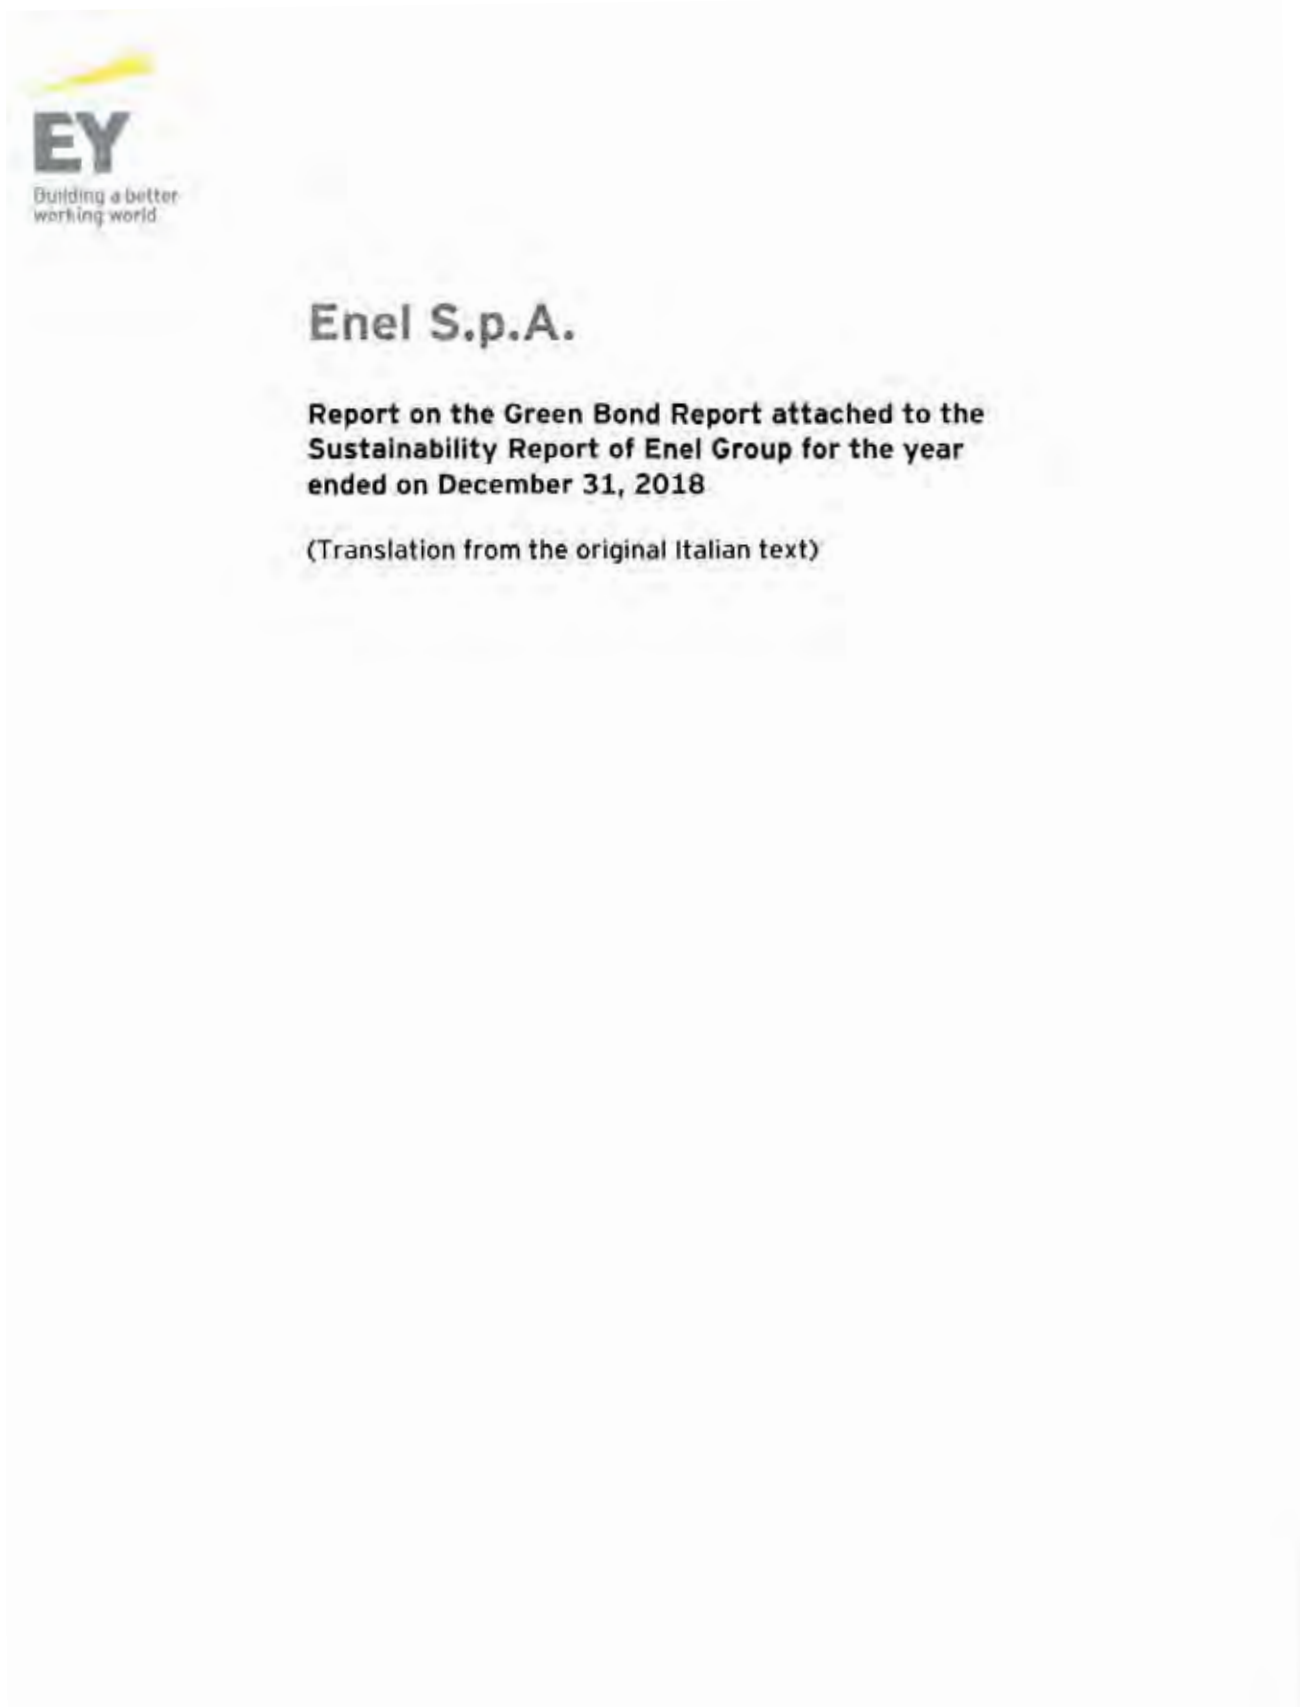 EY
Building a better
working world
Enel S.p.A.
Report on the Green Bond Report attached to the
Sustainability Report of Enel Group for the year
ended on December 31, 2018
(Translation from the original Italian text)